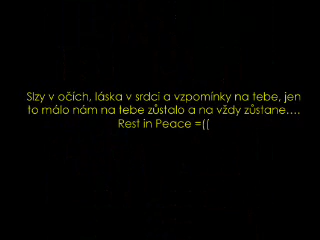 Slzy v očích, láska v srdci a vzpomínky na tebe, jen
to málo nám na tebe zůstalo a na vždy zůstane....
Rest in Peace =((